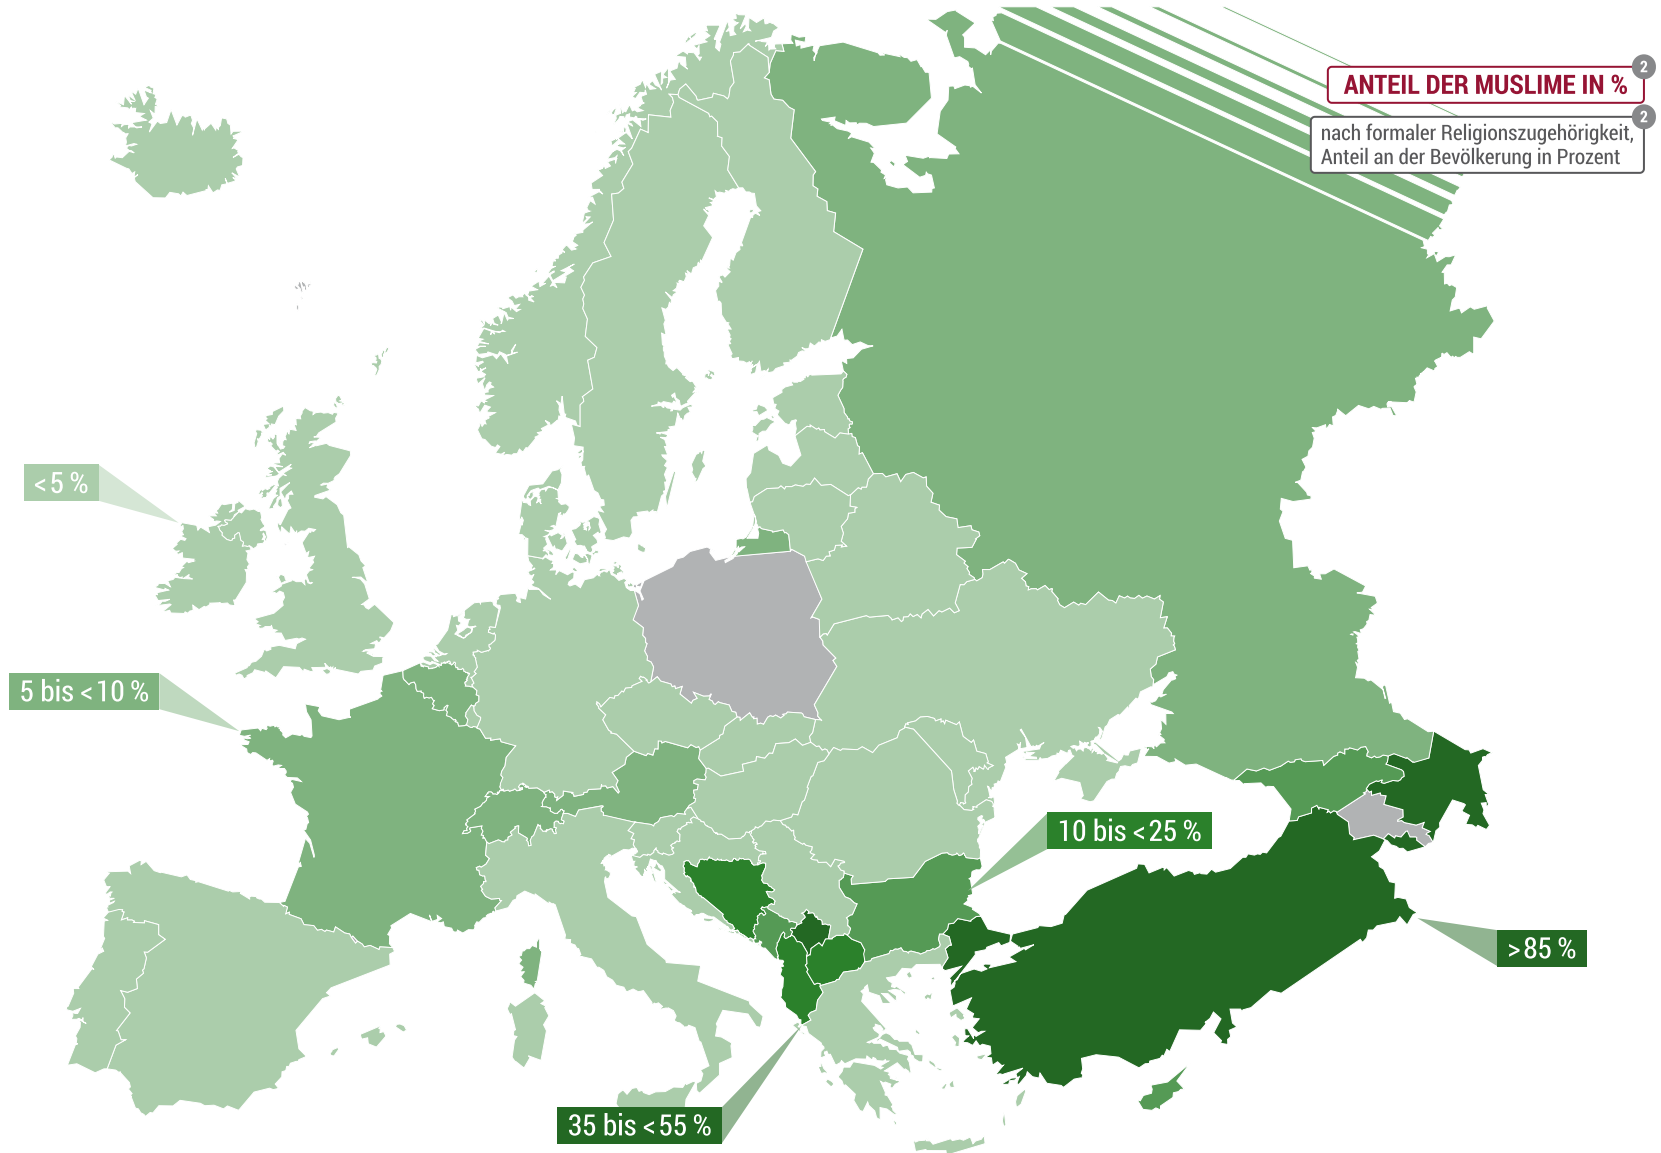 2
ANTEIL DER MUSLIME IN %
2
nach formaler Religionszugehörigkeit,
Anteil an der Bevölkerung in Prozent
<5 %
5 bis <10 %
10 bis <25 %
>85 %
35 bis <55 %